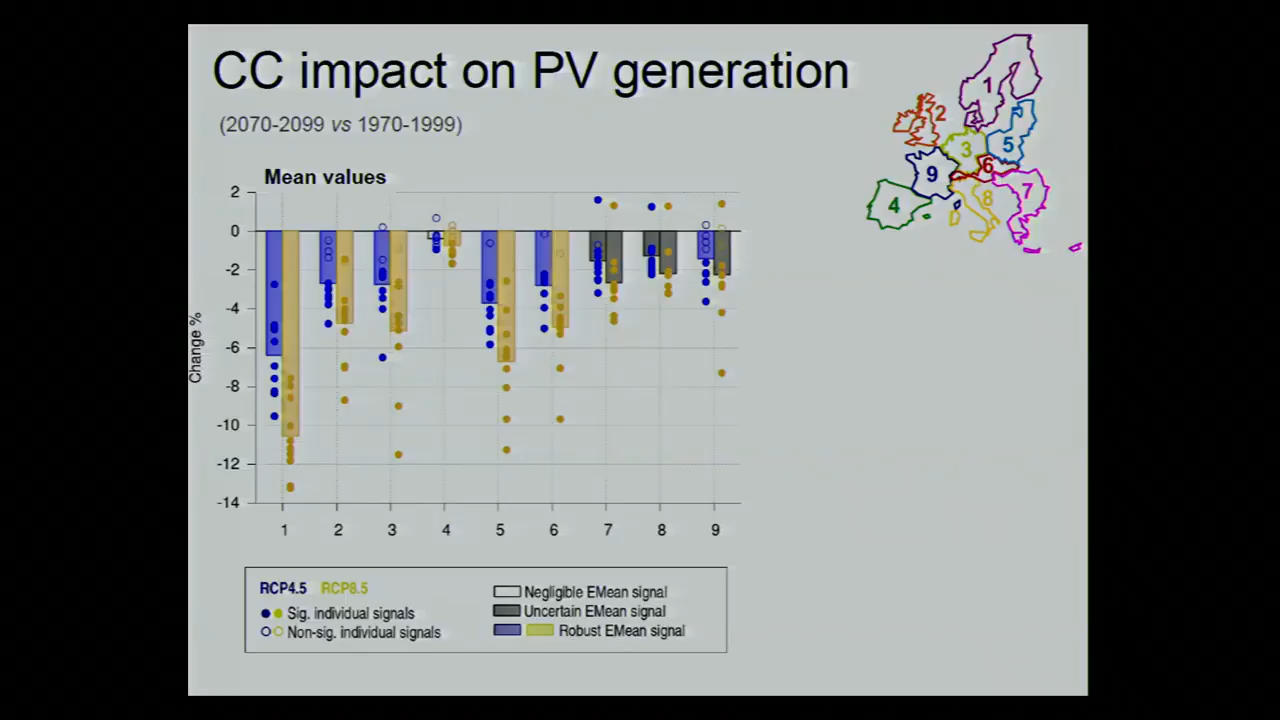 CC impact on PV generation
(2070-2099 vs 1970-1999)
1
2
3
5
6
9
4
8
7
Mean values
Change %
2
0
-2
-4
-6
-8
-10
-12
-14
1 2 3 4 5 6 7 8 9
RCP4.5 RCP8.5
Sig. individual signals
Non-sig. individual signals
Negligible EMean signal
Uncertain EMean signal
Robust EMean signal